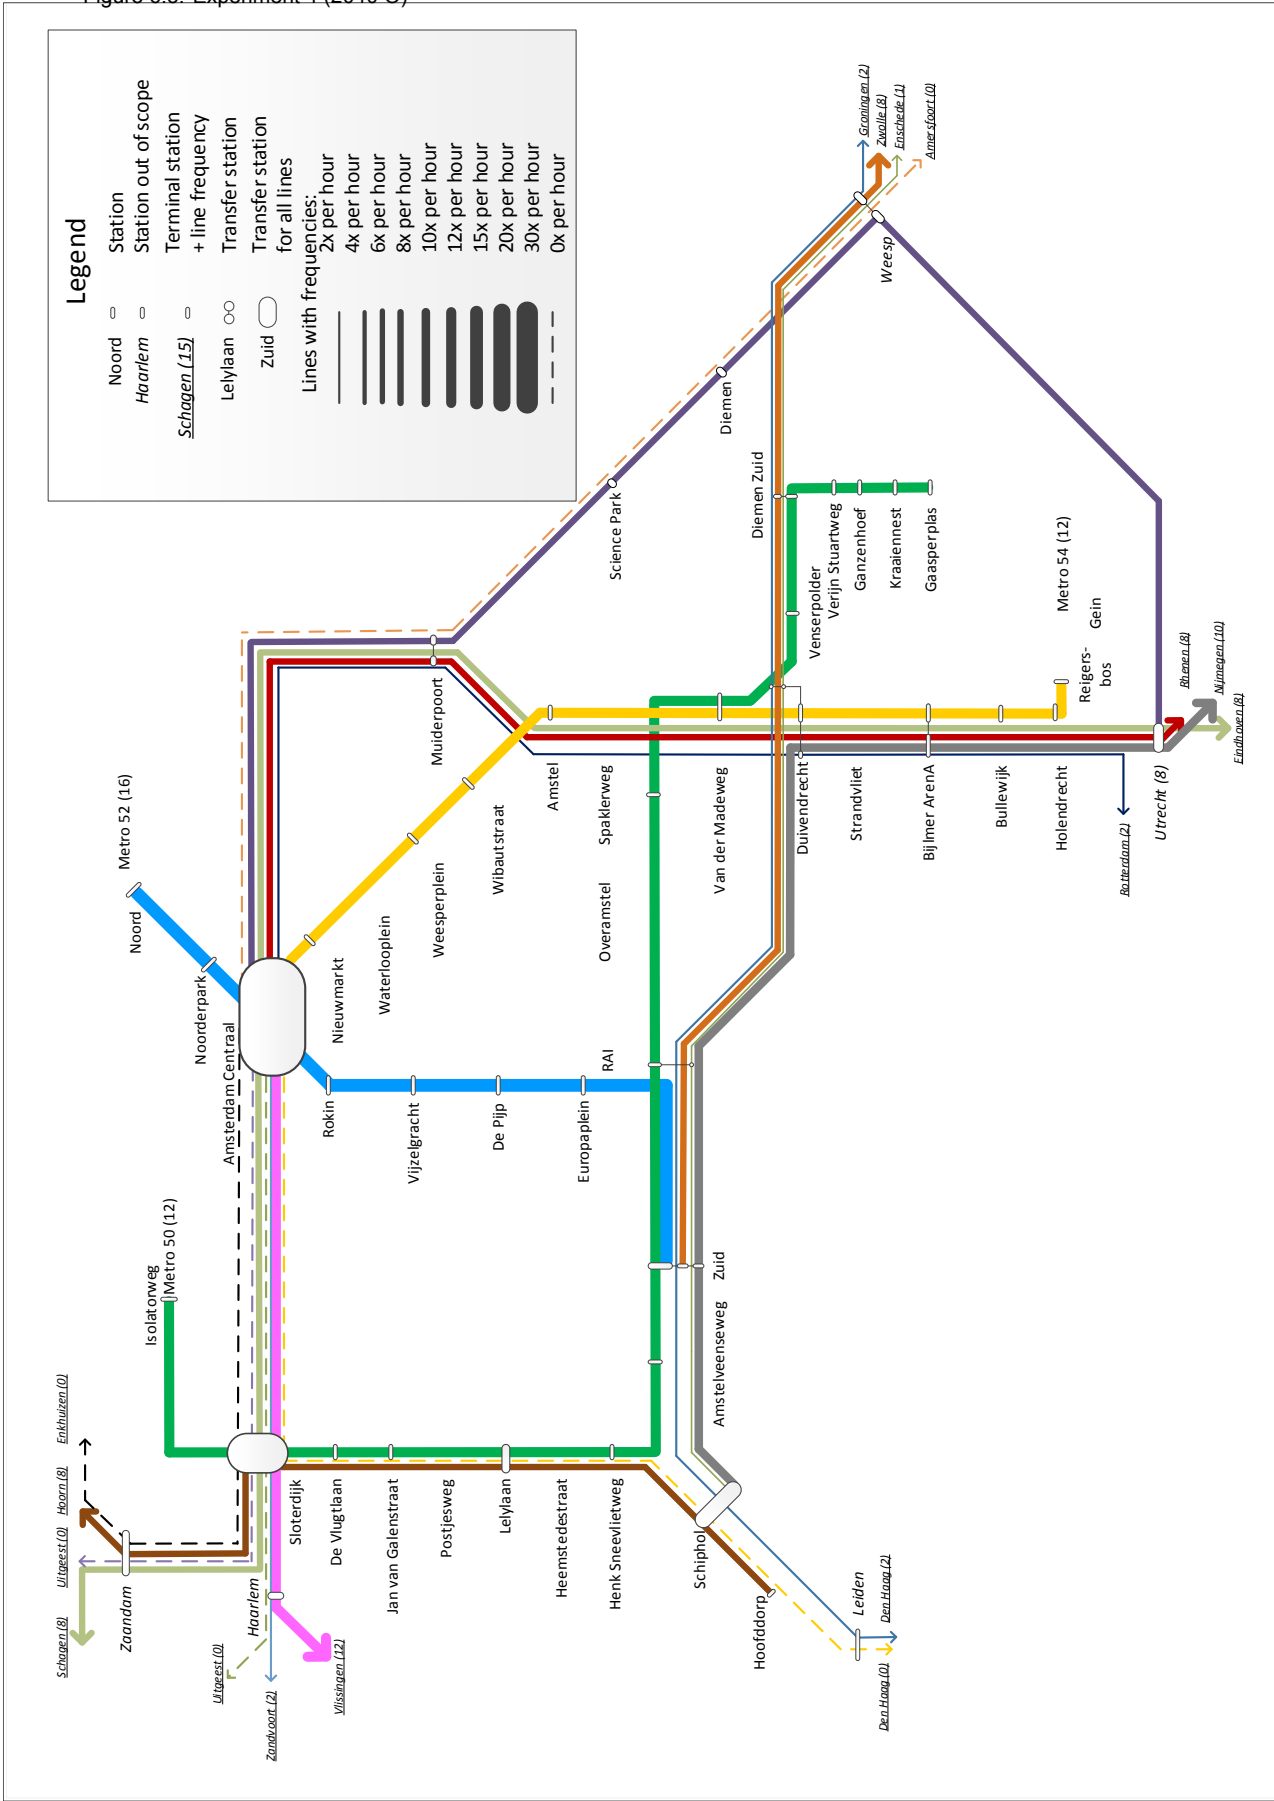 Figure 6.3: Experiment 4 (2040 C)
Legend
Noord
Station
Haarlem
Station out of scope
Schagen (15)
Terminal station
+ line frequency
Lelylaan
Transfer station
Zuid
Transfer station
for all lines
Lines with frequencies:
2x per hour
4x per hour
6x per hour
8x per hour
10x per hour
12x per hour
15x per hour
20x per hour
30x per hour
0x per hour
Groningen (2)
Zwolle (8)
Enschede (1)
Amersfoort (0)
Weesp
Diemen
Science Park
Diemen Zuid
Venserpolder
Verijn Stuartweg
Ganzenhoef
Kraaiennest
Gaasperplas
Metro 54 (12)
Gein
Reigers-
bos
Rhenen (8)
Nijmegen (10)
Eindhoven (8)
Muiderpoort
Metro 52 (16)
Noord
Noorderpark
Amsterdam Centraal
Nieuwmarkt
Waterlooplein
Weesperplein
Wibautstraat
Amstel
Spaklerweg
Overamstel
Van der Madeweg
Duivendrecht
Strandvliet
Bijlmer ArenA
Bullewijk
Holendrecht
Rotterdam (2)
Utrecht (8)
RAI
Rokin
Vijzelgracht
De Pijp
Europaplein
Zuid
Amstelveenseweg
Isolatorweg
Metro 50 (12)
Enkhuizen (0)
Hoorn (8)
Uitgeest (0)
Schagen (8)
Zaandam
Sloterdijk
De Vlugtlaan
Jan van Galenstraat
Postjesweg
Lelylaan
Heemstedestraat
Henk Sneevlietweg
Schiphol
Hoofddorp
Leiden
Den Haag (2)
Den Haag (0)
Haarlem
Uitgeest (0)
Zandvoort (2)
Vlissingen (12)